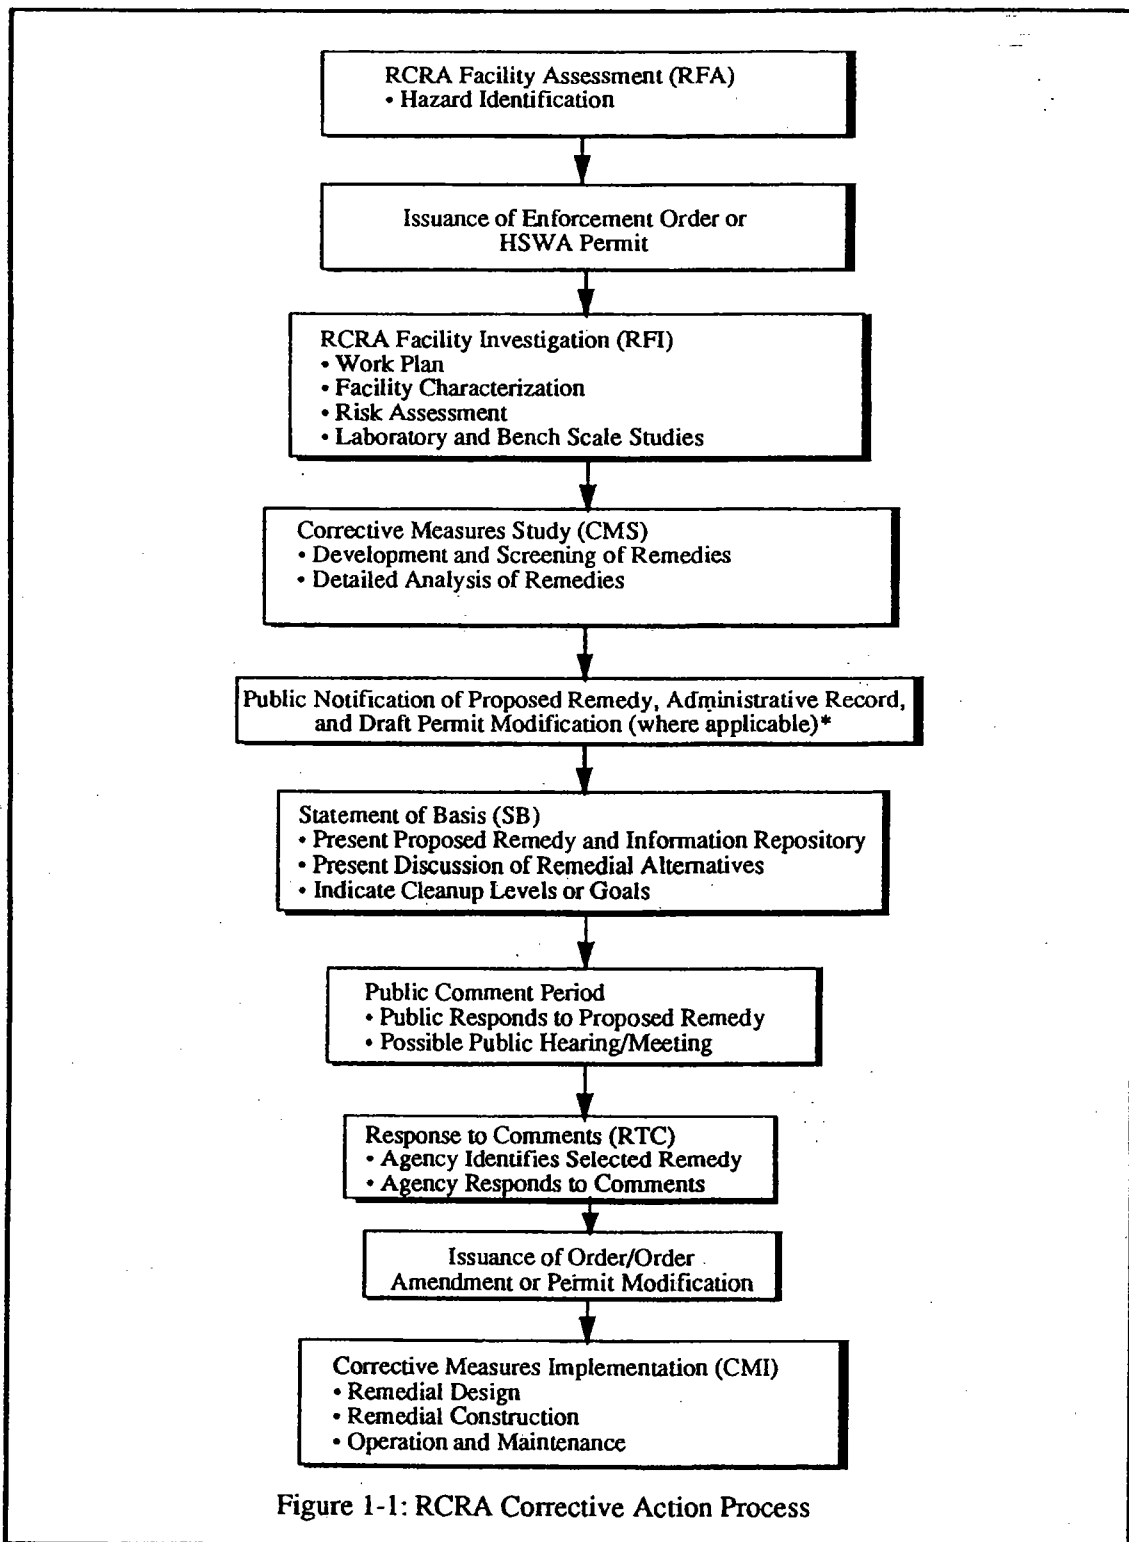 RCRA Facility Assessment (RFA)
• Hazard Identification
Issuance of Enforcement Order or
HSWA Permit
RCRA Facility Investigation (RFI)
• Work Plan
• Facility Characterization
• Risk Assessment
• Laboratory and Bench Scale Studies
Corrective Measures Study (CMS)
• Development and Screening of Remedies
• Detailed Analysis of Remedies
Public Notification of Proposed Remedy, Administrative Record,
and Draft Permit Modification (where applicable)*
Statement of Basis (SB)
• Present Proposed Remedy and Information Repository
• Present Discussion of Remedial Alternatives
• Indicate Cleanup Levels or Goals
Public Comment Period
• Public Responds to Proposed Remedy
• Possible Public Hearing/Meeting
Response to Comments (RTC)
• Agency Identifies Selected Remedy
• Agency Responds to Comments
Issuance of Order/Order
Amendment or Permit Modification
Corrective Measures Implementation (CMI)
• Remedial Design
• Remedial Construction
• Operation and Maintenance
Figure 1-1: RCRA Corrective Action Process